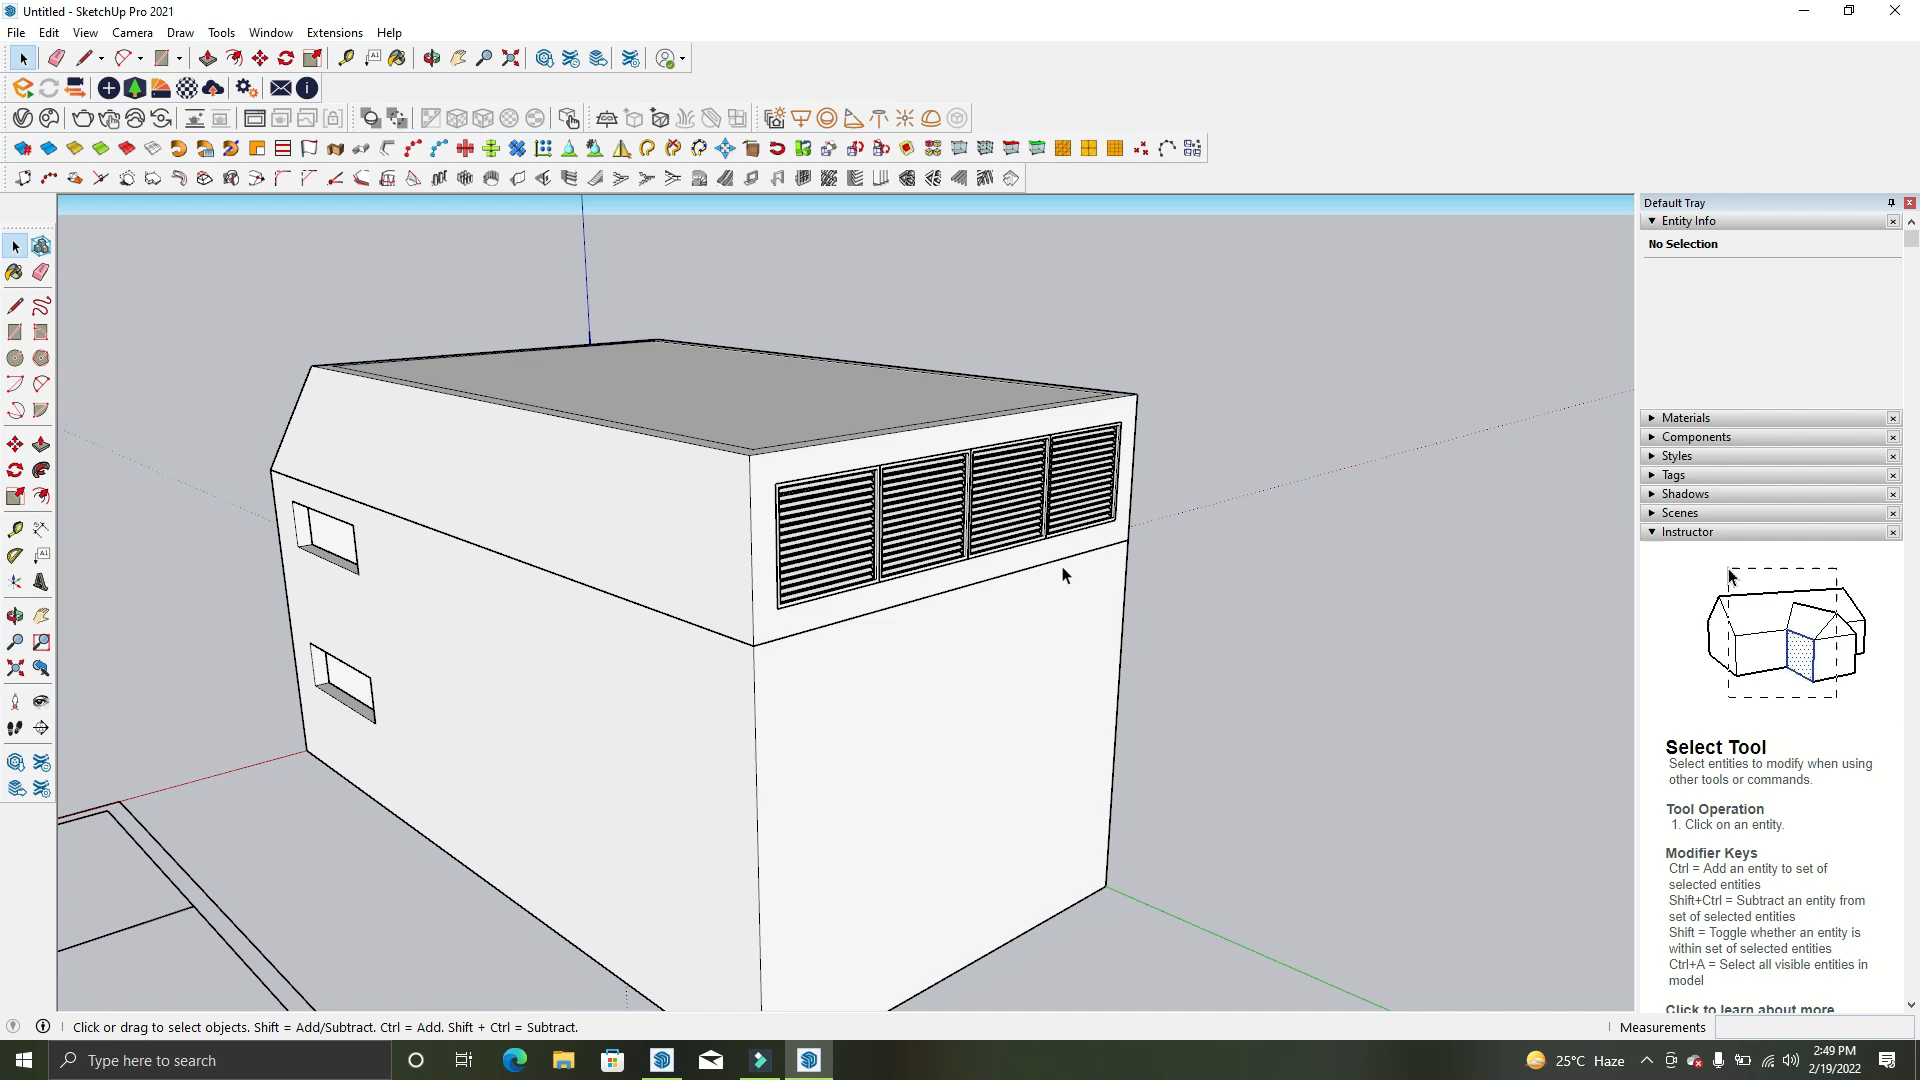 Untitled - SketchUp Pro 2021
File Edit View Camera Draw Tools Window Extensions Help
Default Tray
Entity Info
No Selection
Materials
Components
Styles
Tags
Shadows
Scenes
Instructor
Select Tool
Select entities to modify when using
other tools or commands.
Tool Operation
1. Click on an entity.
Modifier Keys
Ctrl = Add an entity to set of
selected entities
Shift+Ctrl = Subtract an entity from
set of selected entities
Shift = Toggle whether an entity is
within set of selected entities
Ctrl+A = Select all visible entities in
model
Click to learn about more
Click or drag to select objects. Shift = Add/Subtract. Ctrl = Add. Shift + Ctrl = Subtract.
Measurements
Type here to search
25°C Haze
2:49 PM
2/19/2022